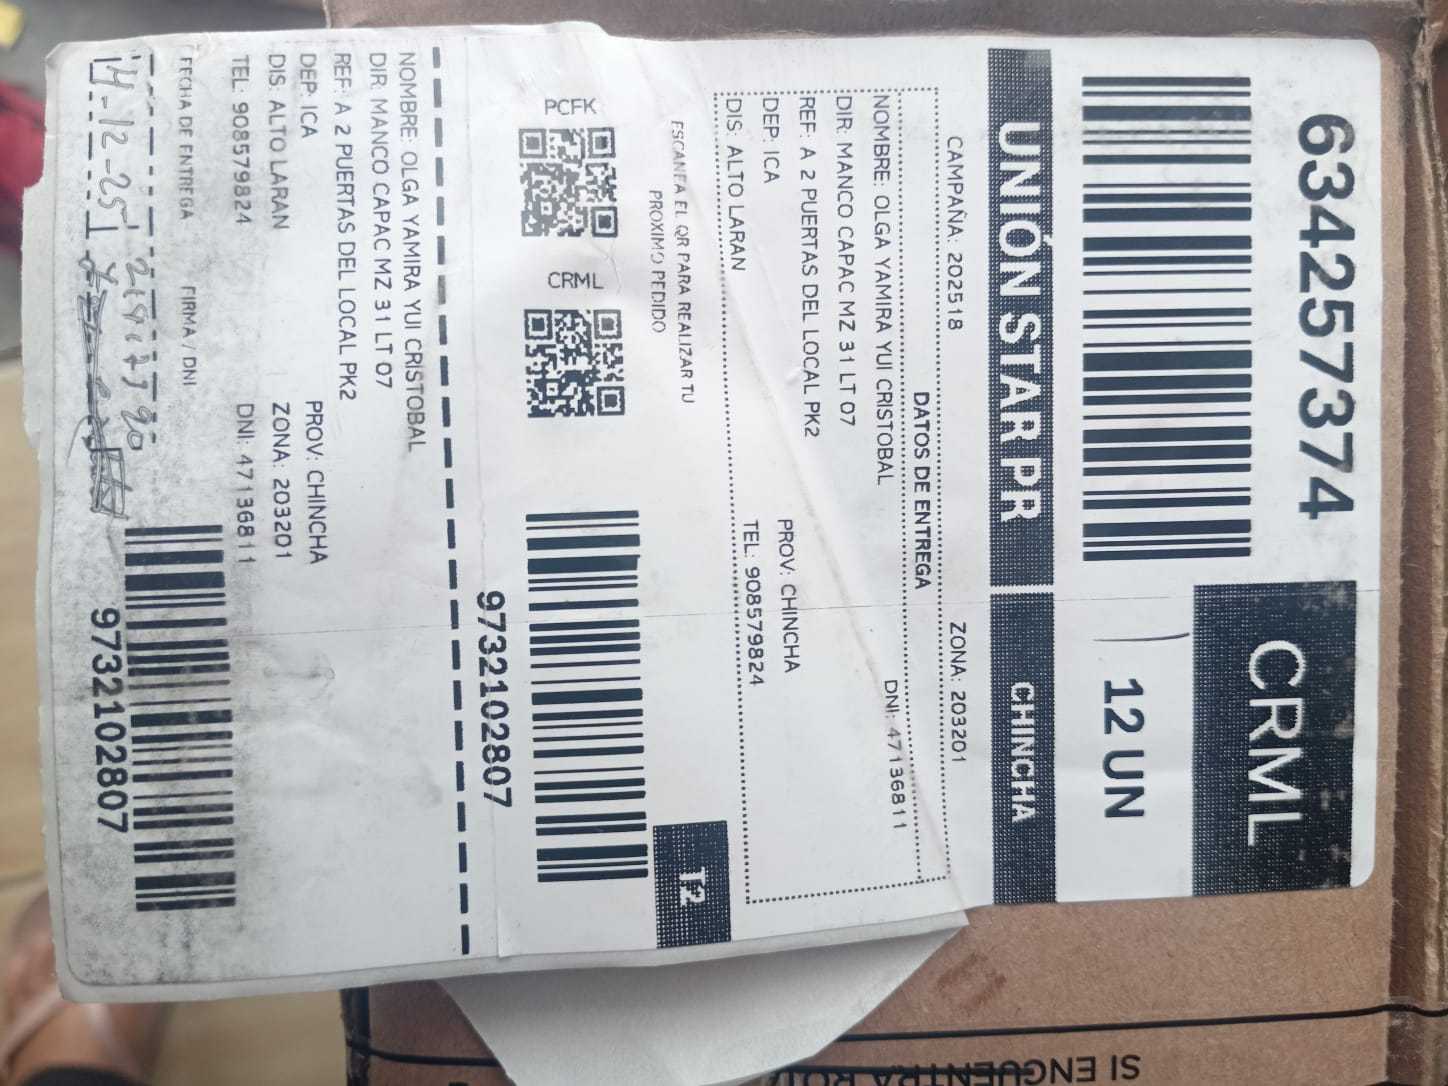 634257374
CRML
12 UN
UNIÓN STAR PR
CHINCHA
CAMPAÑA: 202518 ZONA: 203201
DATOS DE ENTREGA
NOMBRE: OLGA YAMIRA YUI CRISTOBAL DNI: 47136811
DIR: MANCO CAPAC MZ 31 LT 07
REF: A 2 PUERTAS DEL LOCAL PK2
DEP: ICA PROV: CHINCHA
DIS: ALTO LARAN TEL: 908579824
ESCANEA EL QR PARA REALIZAR TU
PROXIMO PEDIDO
T2
PCFK
CRML
9732102807
NOMBRE: OLGA YAMIRA YUI CRISTOBAL
DIR: MANCO CAPAC MZ 31 LT 07
REF: A 2 PUERTAS DEL LOCAL PK2
DEP: ICA PROV: CHINCHA
DIS: ALTO LARAN ZONA: 203201
TEL: 908579824 DNI: 47136811
FECHA DE ENTREGA FIRMA / DNI
14-12-25
9732102807
SI ENCUENTRA